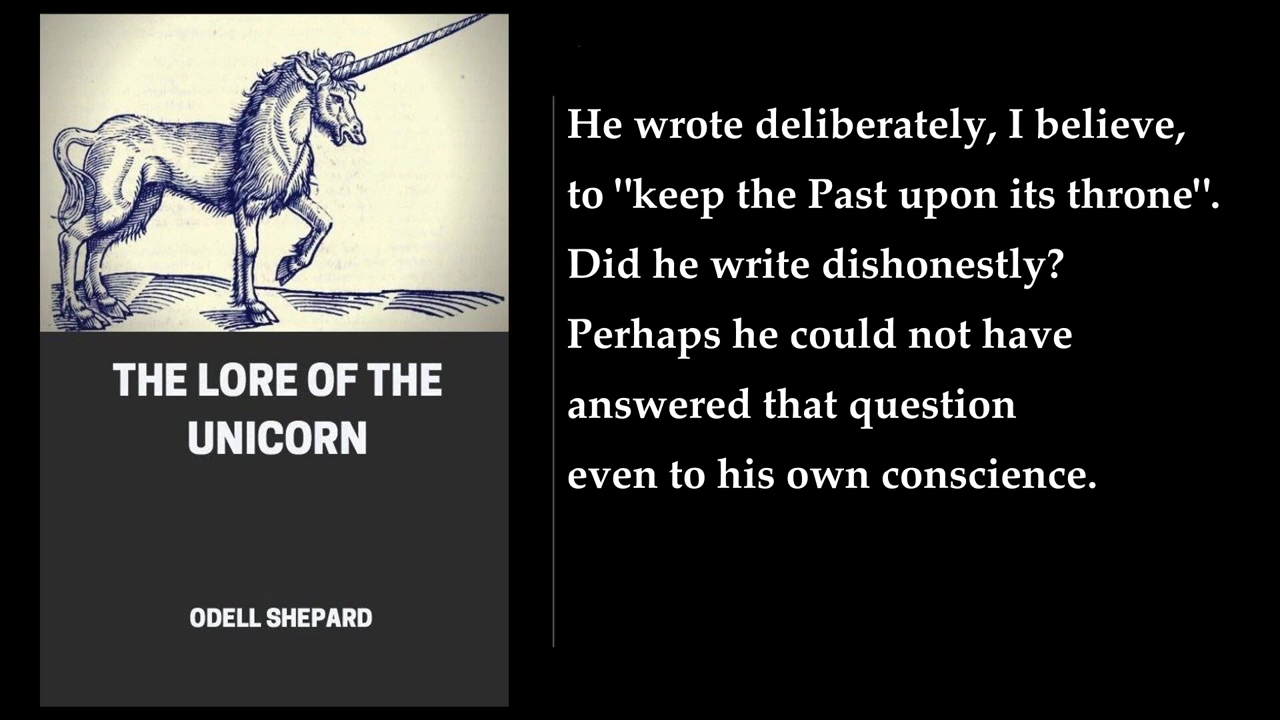 THE LORE OF THE
UNICORN
ODELL SHEPARD
He wrote deliberately, I believe,
to "keep the Past upon its throne".
Did he write dishonestly?
Perhaps he could not have
answered that question
even to his own conscience.